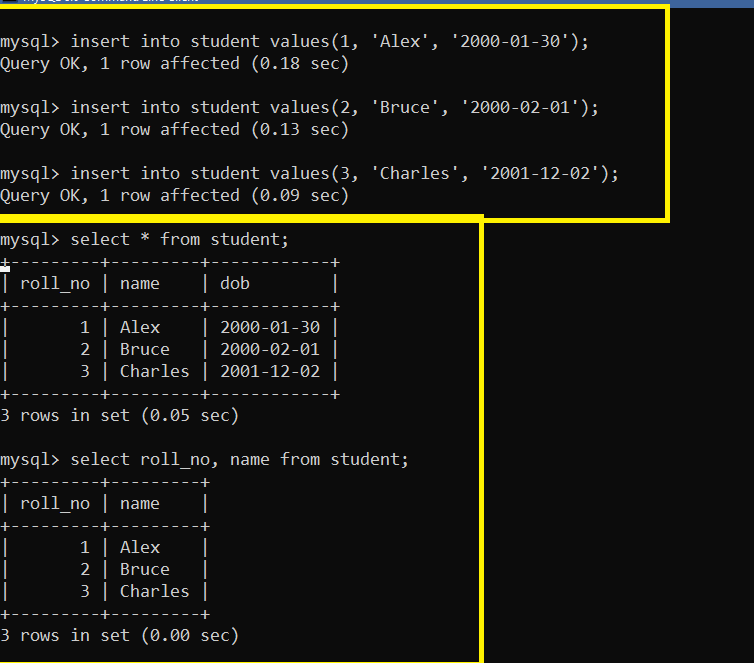 mysql> insert into student values(1, 'Alex', '2000-01-30');
Query OK, 1 row affected (0.18 sec)
mysql> insert into student values(2, 'Bruce', '2000-02-01');
Query OK, 1 row affected (0.13 sec)
mysql> insert into student values(3, 'Charles', '2001-12-02');
Query OK, 1 row affected (0.09 sec)
mysql> select * from student;
+---------+---------+------------+
| roll_no | name    | dob        |
+---------+---------+------------+
|       1 | Alex    | 2000-01-30 |
|       2 | Bruce   | 2000-02-01 |
|       3 | Charles | 2001-12-02 |
+---------+---------+------------+
3 rows in set (0.05 sec)
mysql> select roll_no, name from student;
+---------+---------+
| roll_no | name    |
+---------+---------+
|       1 | Alex    |
|       2 | Bruce   |
|       3 | Charles |
+---------+---------+
3 rows in set (0.00 sec)